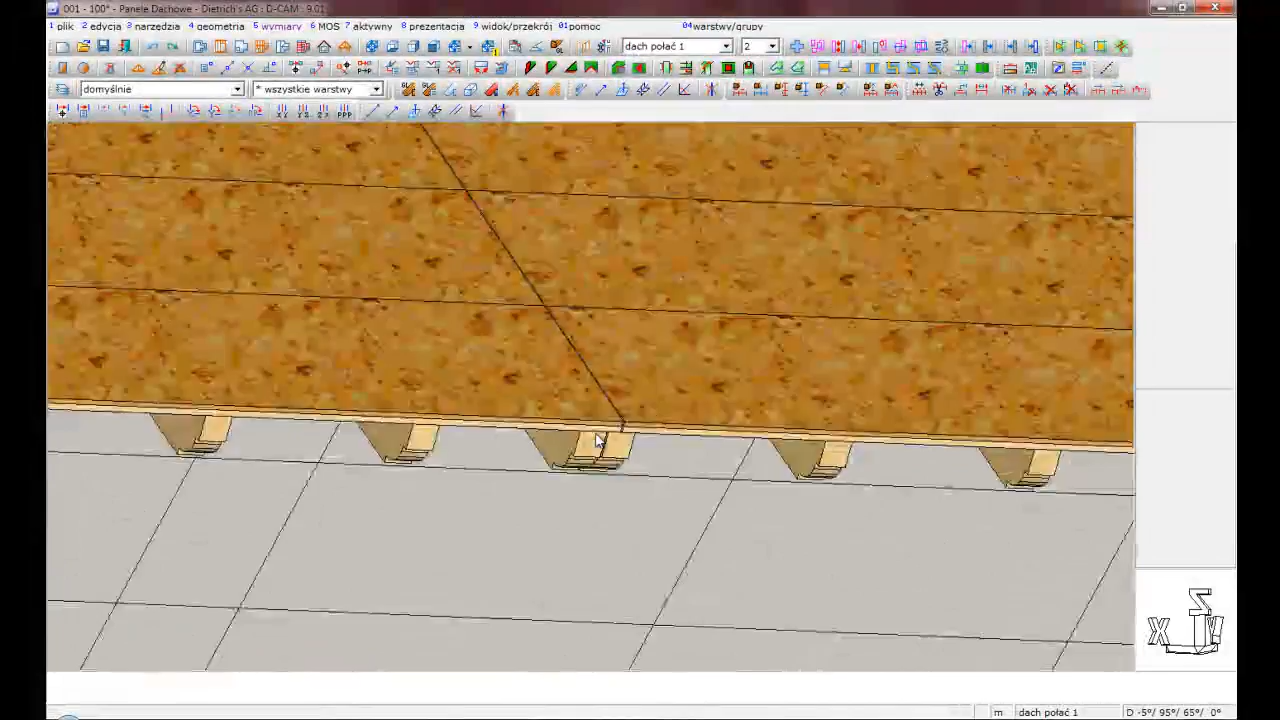 001 - 100° - Panele Dachowe - Dietrich's AG : D-CAM : 9.01
1 plik 2 edycja 3 narzędzia 4 geometria 5 wymiary 6 MOS 7 aktywny 8 prezentacja 9 widok/przekrój 01 pomoc 04 warstwy/grupy
dach połać 1 2
domyślnie * wszystkie warstwy
X Y Z
m dach połać 1 D -5°/ 95°/ 65°/ 0°